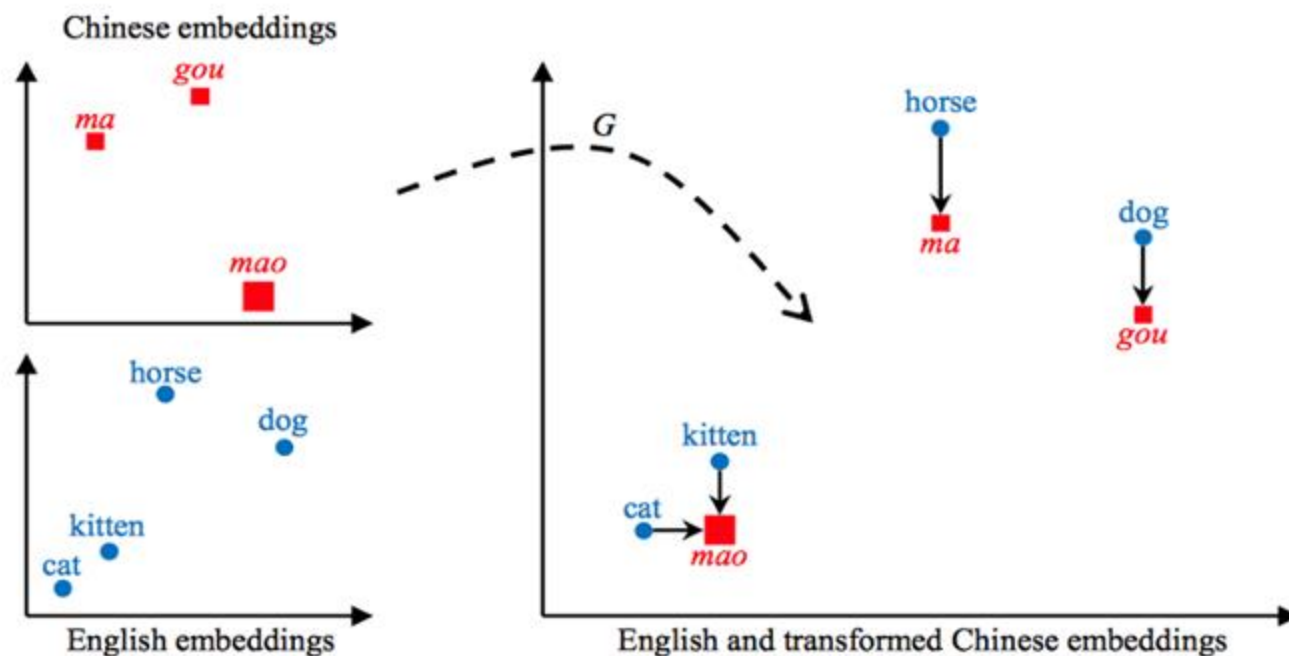 Chinese embeddings
gou
ma
mao
horse
dog
kitten
cat
English embeddings
G
horse
ma
dog
gou
kitten
cat
mao
English and transformed Chinese embeddings